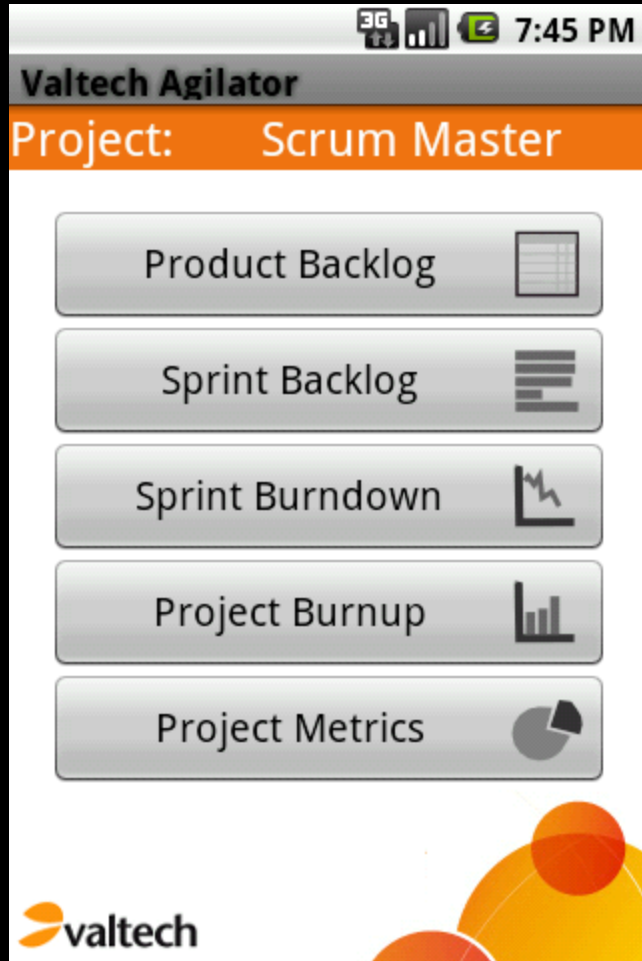 3G 7:45 PM
Valtech Agilator
Project: Scrum Master
Product Backlog
Sprint Backlog
Sprint Burndown
Project Burnup
Project Metrics
valtech